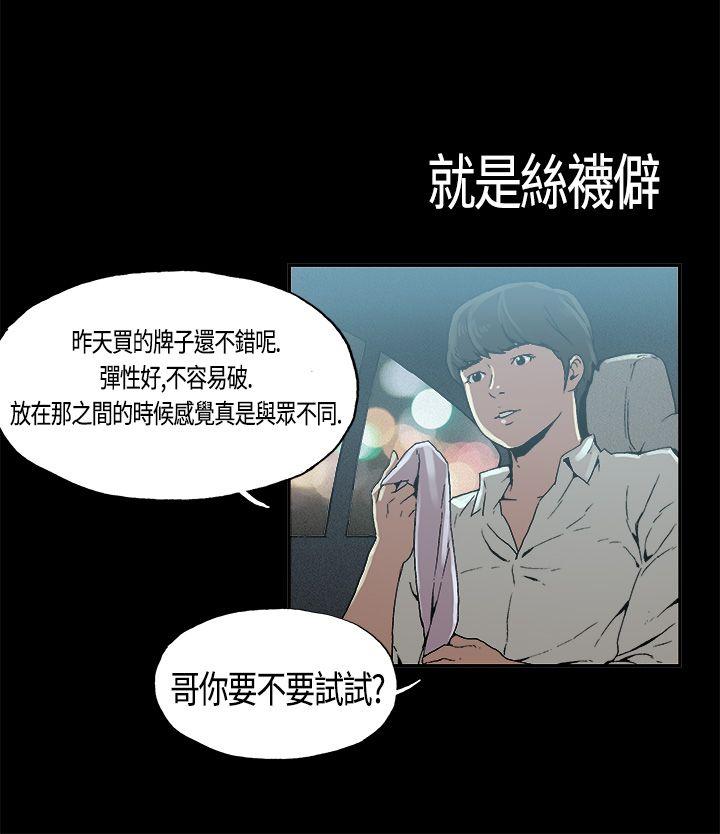 就是絲襪僻
昨天買的牌子還不錯呢.
彈性好,不容易破.
放在那之間的時候感覺真是與眾不同.
哥你要不要試試?